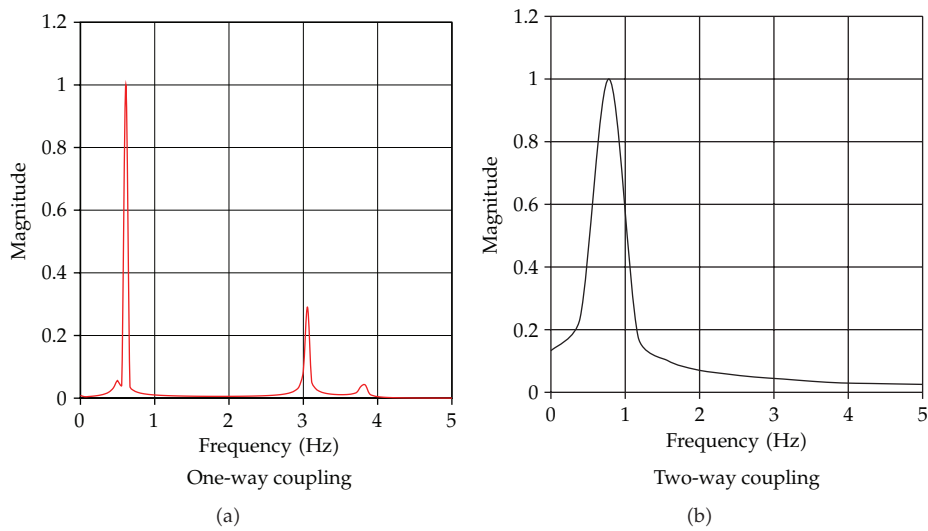 1.2
1
0.8
0.6
0.4
0.2
0
Magnitude
0 1 2 3 4 5
Frequency (Hz)
One-way coupling
(a)
1.2
1
0.8
0.6
0.4
0.2
0
Magnitude
0 1 2 3 4 5
Frequency (Hz)
Two-way coupling
(b)